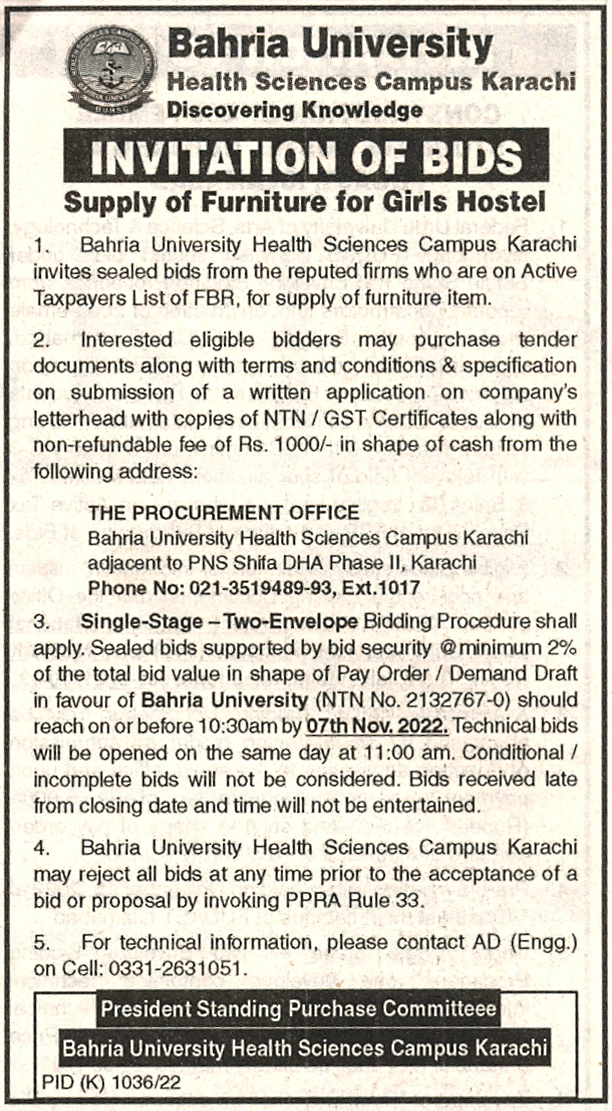 Bahria University
Health Sciences Campus Karachi
Discovering Knowledge
INVITATION OF BIDS
Supply of Furniture for Girls Hostel
1. Bahria University Health Sciences Campus Karachi
invites sealed bids from the reputed firms who are on Active
Taxpayers List of FBR, for supply of furniture item.
2. Interested eligible bidders may purchase tender
documents along with terms and conditions & specification
on submission of a written application on company's
letterhead with copies of NTN / GST Certificates along with
non-refundable fee of Rs. 1000/- in shape of cash from the
following address:
THE PROCUREMENT OFFICE
Bahria University Health Sciences Campus Karachi
adjacent to PNS Shifa DHA Phase II, Karachi
Phone No: 021-3519489-93, Ext.1017
3. Single-Stage – Two-Envelope Bidding Procedure shall
apply. Sealed bids supported by bid security @ minimum 2%
of the total bid value in shape of Pay Order / Demand Draft
in favour of Bahria University (NTN No. 2132767-0) should
reach on or before 10:30am by 07th Nov. 2022. Technical bids
will be opened on the same day at 11:00 am. Conditional /
incomplete bids will not be considered. Bids received late
from closing date and time will not be entertained.
4. Bahria University Health Sciences Campus Karachi
may reject all bids at any time prior to the acceptance of a
bid or proposal by invoking PPRA Rule 33.
5. For technical information, please contact AD (Engg.)
on Cell: 0331-2631051.
President Standing Purchase Committeee
Bahria University Health Sciences Campus Karachi
PID (K) 1036/22